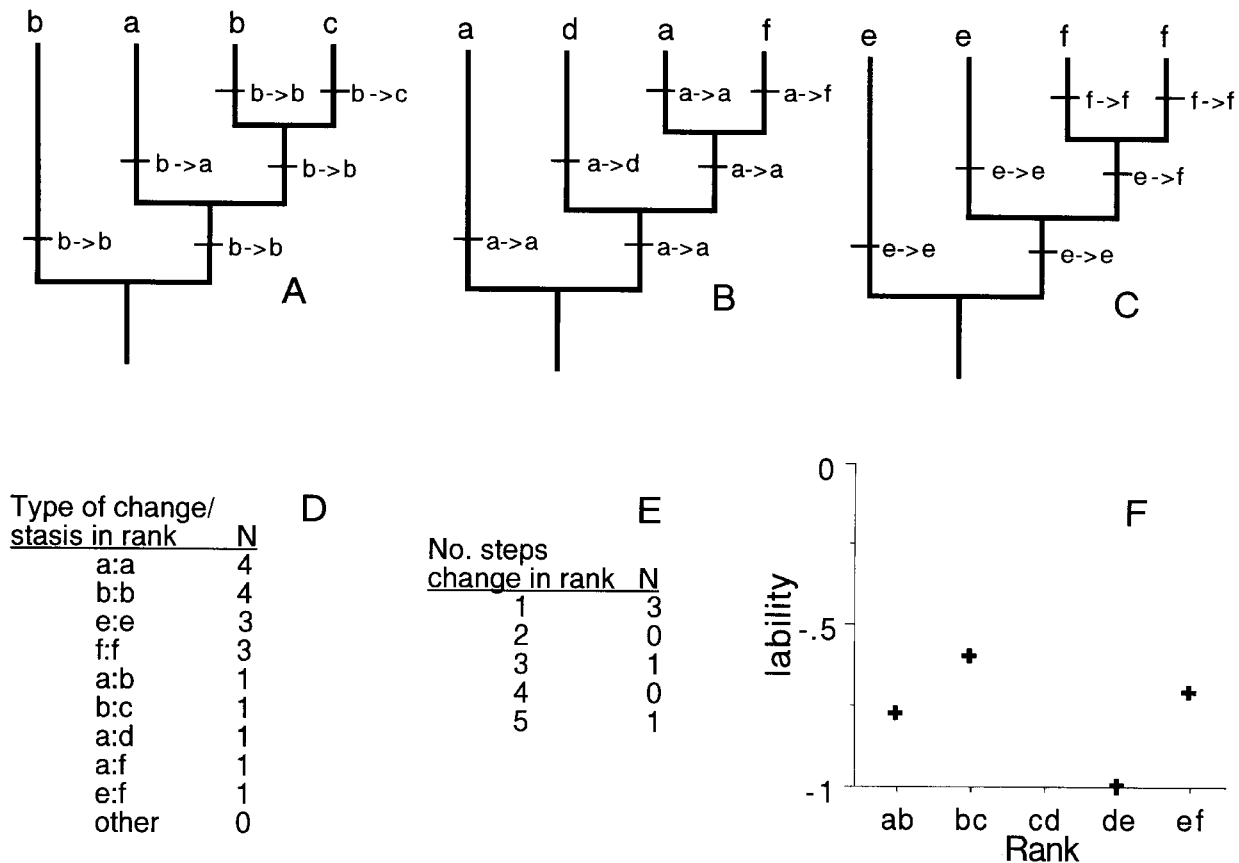 b a b c
b->b b->c
b->a b->b
b->b b->b
A
a d a f
a->a a->f
a->d a->a
a->a a->a
B
e e f f
f->f f->f
e->e e->f
e->e e->e
C
D
Type of change/
stasis in rank N
a:a 4
b:b 4
e:e 3
f:f 3
a:b 1
b:c 1
a:d 1
a:f 1
e:f 1
other 0
E
No. steps
change in rank N
1 3
2 0
3 1
4 0
5 1
F
0
-.5
-1
lability
ab bc cd de ef
Rank